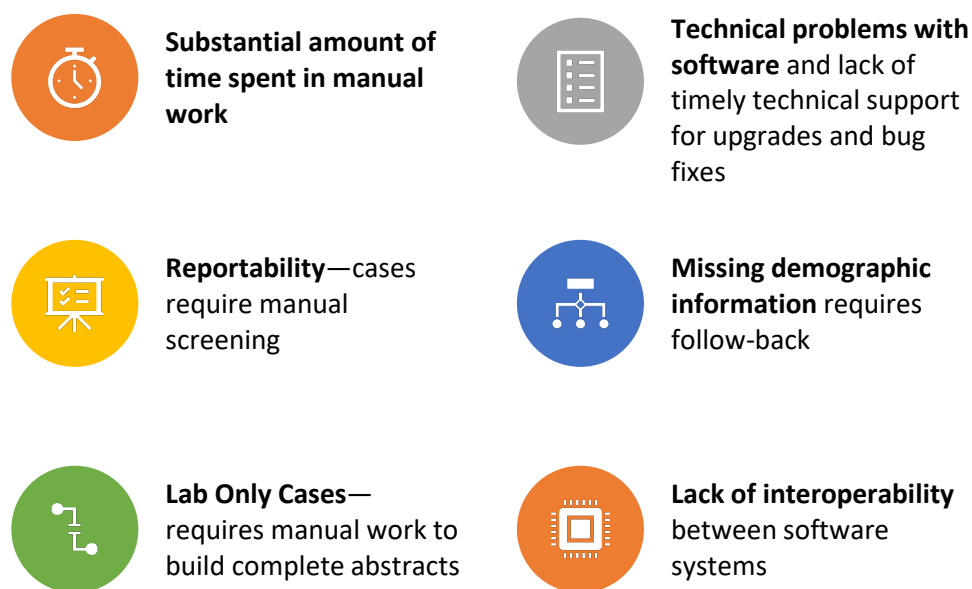 Substantial amount of
time spent in manual
work
Technical problems with
software and lack of
timely technical support
for upgrades and bug
fixes
Reportability—cases
require manual
screening
Missing demographic
information requires
follow-back
Lab Only Cases—
requires manual work to
build complete abstracts
Lack of interoperability
between software
systems